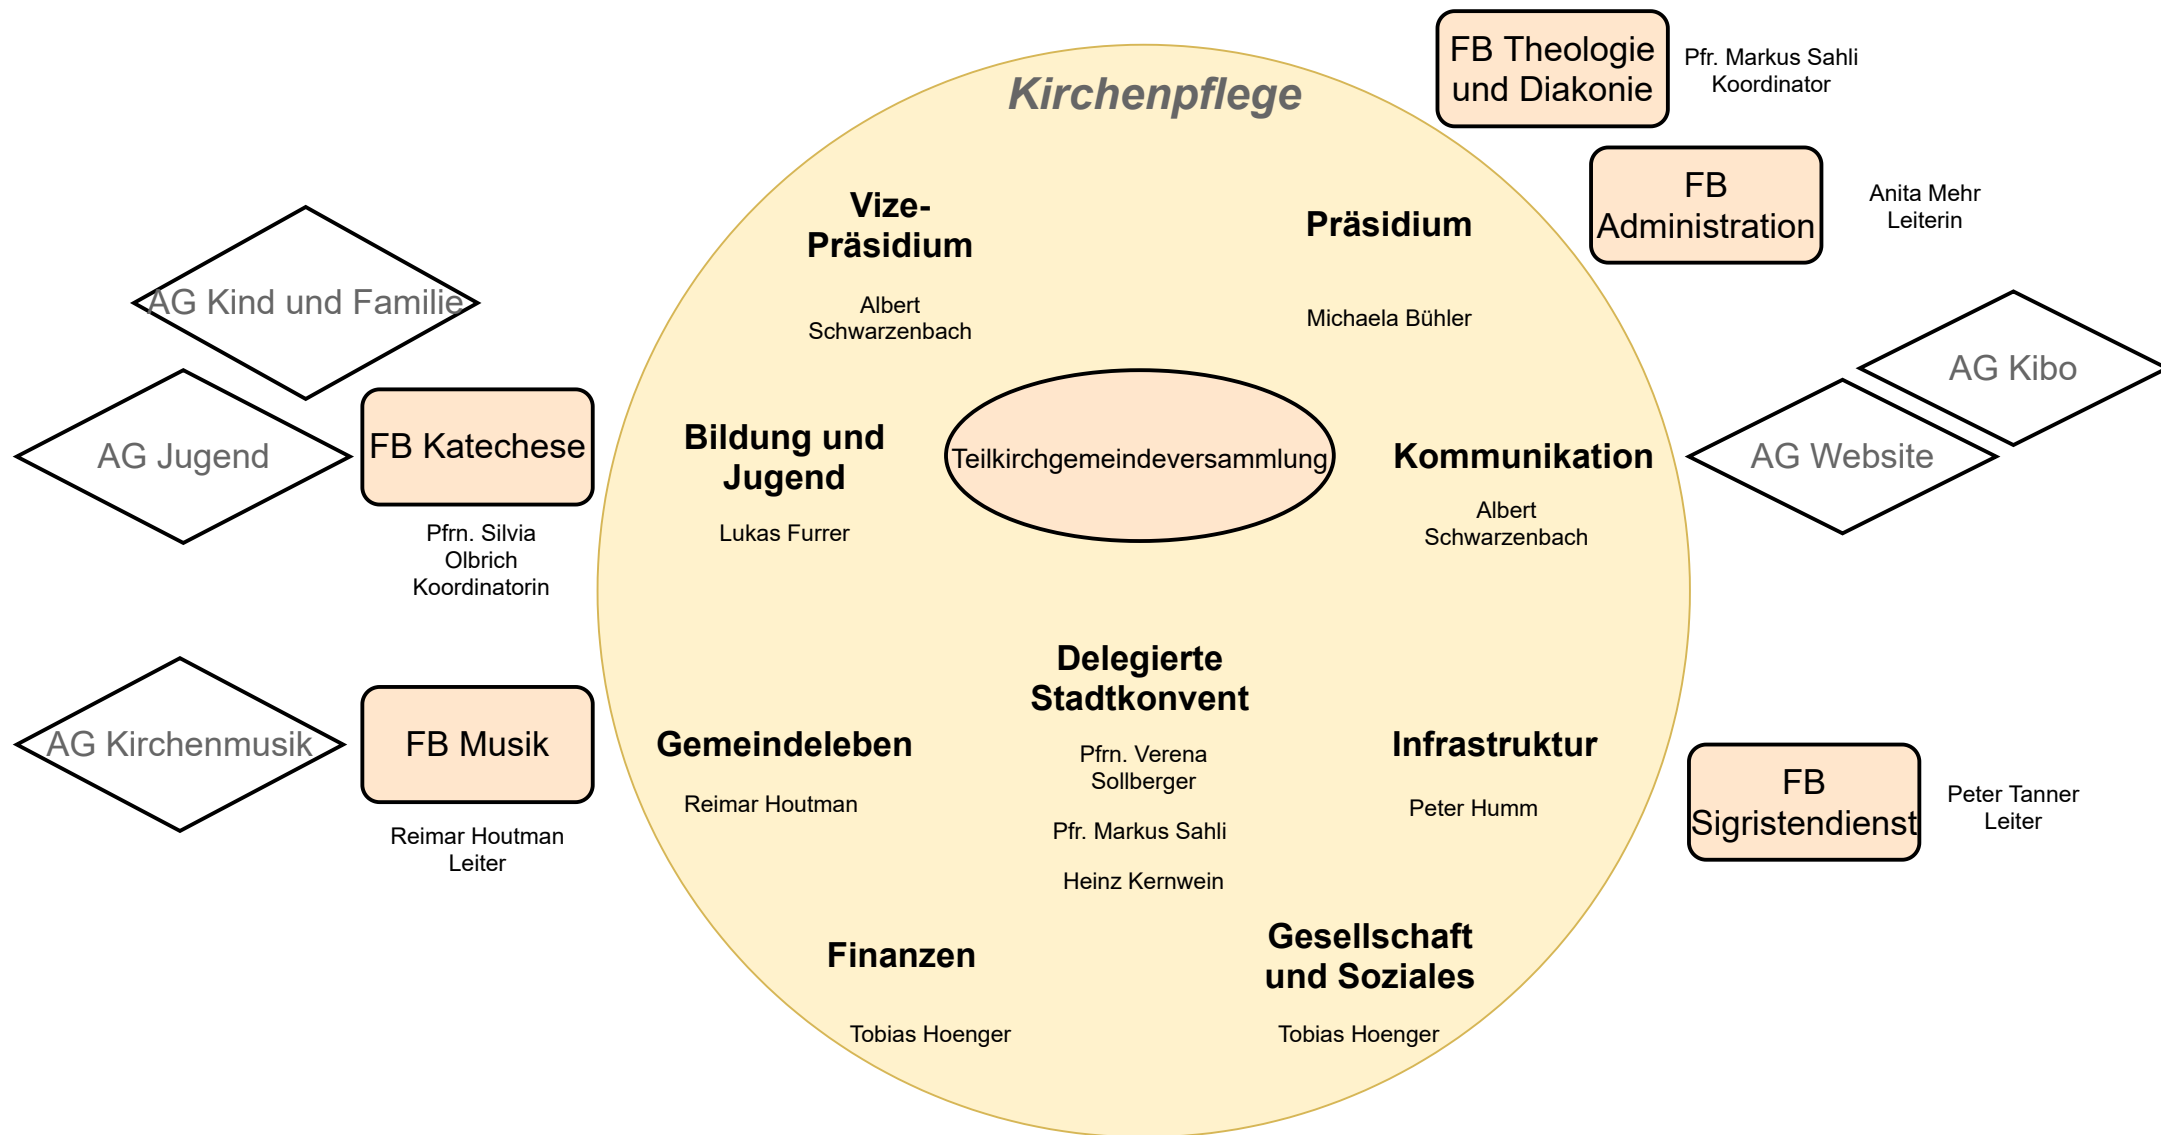 Kirchenpflege
FB Theologie
und Diakonie
Pfr. Markus Sahli
Koordinator
FB
Administration
Anita Mehr
Leiterin
Vize-
Präsidium
Albert
Schwarzenbach
Präsidium
Michaela Bühler
AG Kind und Familie
AG Jugend
FB Katechese
Pfrn. Silvia
Olbrich
Koordinatorin
Bildung und
Jugend
Lukas Furrer
Teilkirchgemeindeversammlung
Kommunikation
Albert
Schwarzenbach
AG Kibo
AG Website
AG Kirchenmusik
FB Musik
Reimar Houtman
Leiter
Gemeindeleben
Reimar Houtman
Delegierte
Stadtkonvent
Pfrn. Verena
Sollberger
Pfr. Markus Sahli
Heinz Kernwein
Infrastruktur
Peter Humm
FB
Sigristendienst
Peter Tanner
Leiter
Finanzen
Tobias Hoenger
Gesellschaft
und Soziales
Tobias Hoenger